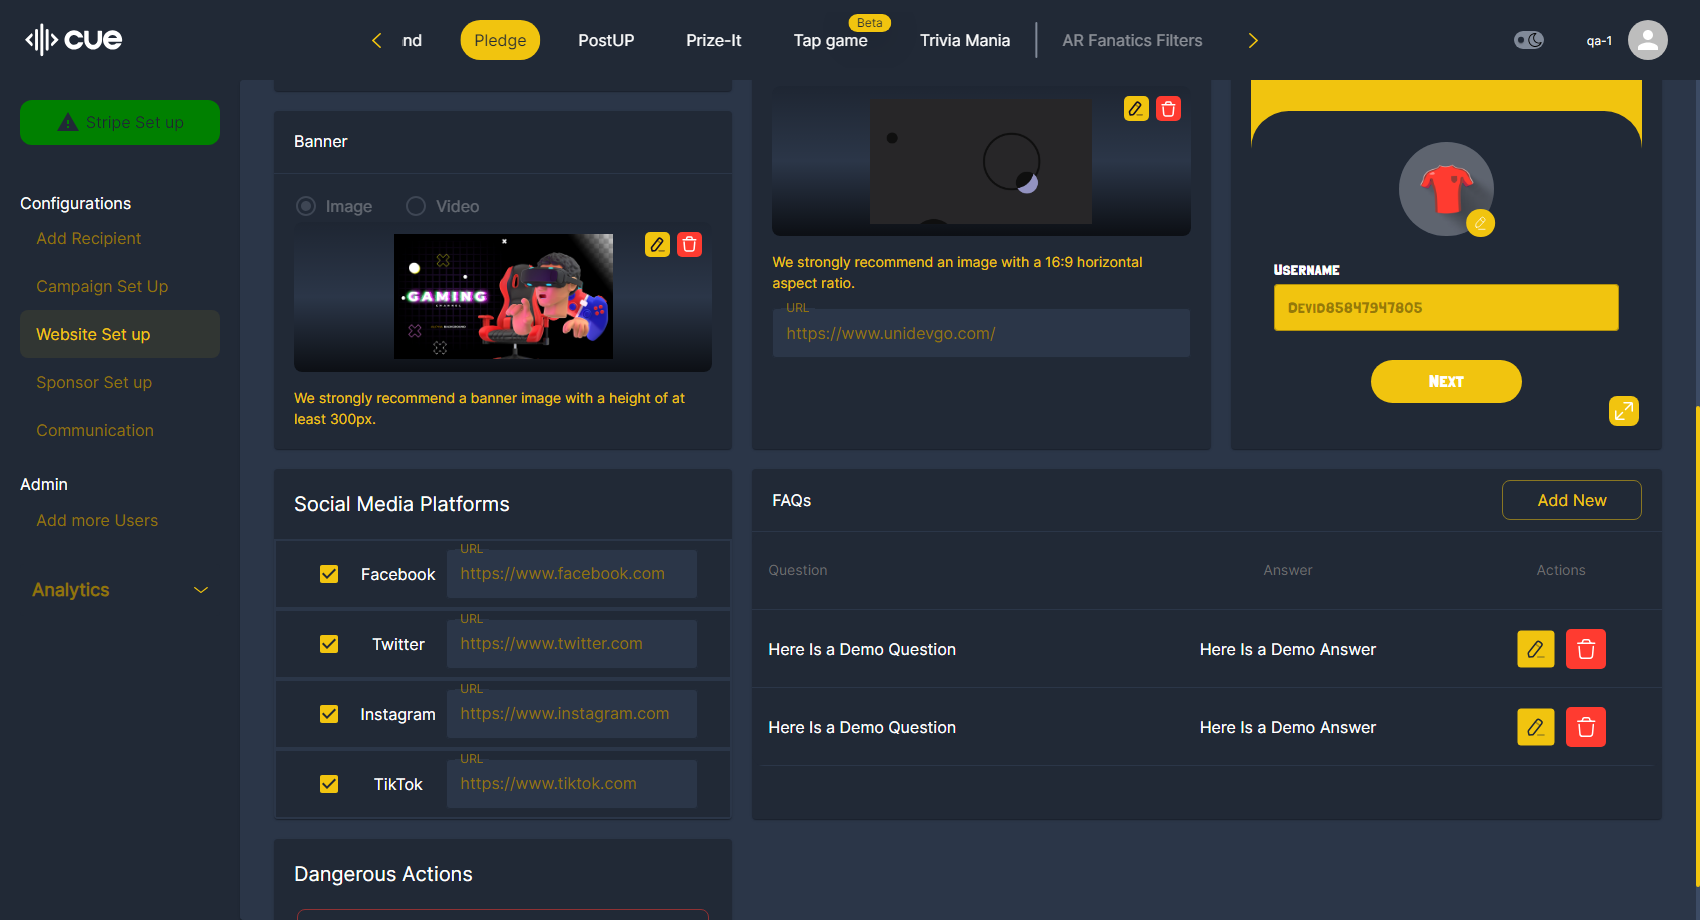 cue
nd
Pledge
PostUP
Prize-It
Beta
Tap game
Trivia Mania
AR Fanatics Filters
qa-1
Stripe Set up
Configurations
Add Recipient
Campaign Set Up
Website Set up
Sponsor Set up
Communication
Admin
Add more Users
Analytics
Banner
Image
Video
GAMING
We strongly recommend a banner image with a height of at
least 300px.
We strongly recommend an image with a 16:9 horizontal
aspect ratio.
URL
https://www.unidevgo.com/
Username
Devid85847947805
Next
Social Media Platforms
Facebook
URL
https://www.facebook.com
Twitter
URL
https://www.twitter.com
Instagram
URL
https://www.instagram.com
TikTok
URL
https://www.tiktok.com
FAQs
Add New
Question
Answer
Actions
Here Is a Demo Question
Here Is a Demo Answer
Here Is a Demo Question
Here Is a Demo Answer
Dangerous Actions